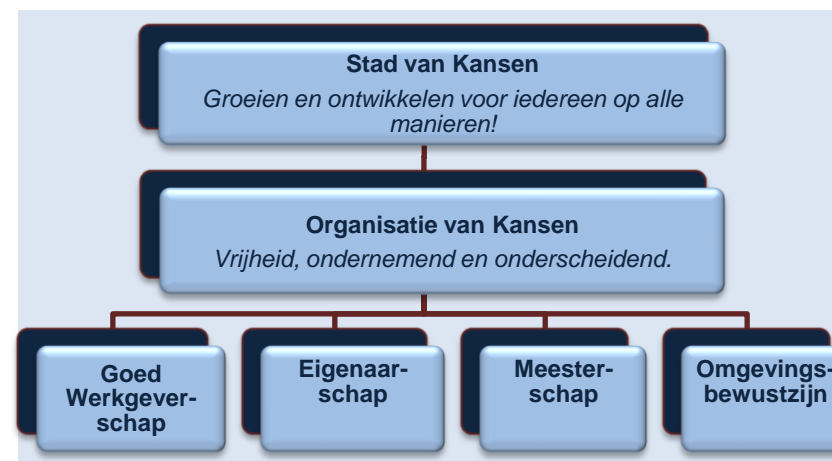 Stad van Kansen
Groeien en ontwikkelen voor iedereen op alle
manieren!
Organisatie van Kansen
Vrijheid, ondernemend en onderscheidend.
Goed
Werkgever-
schap
Eigenaar-
schap
Meester-
schap
Omgevings-
bewustzijn